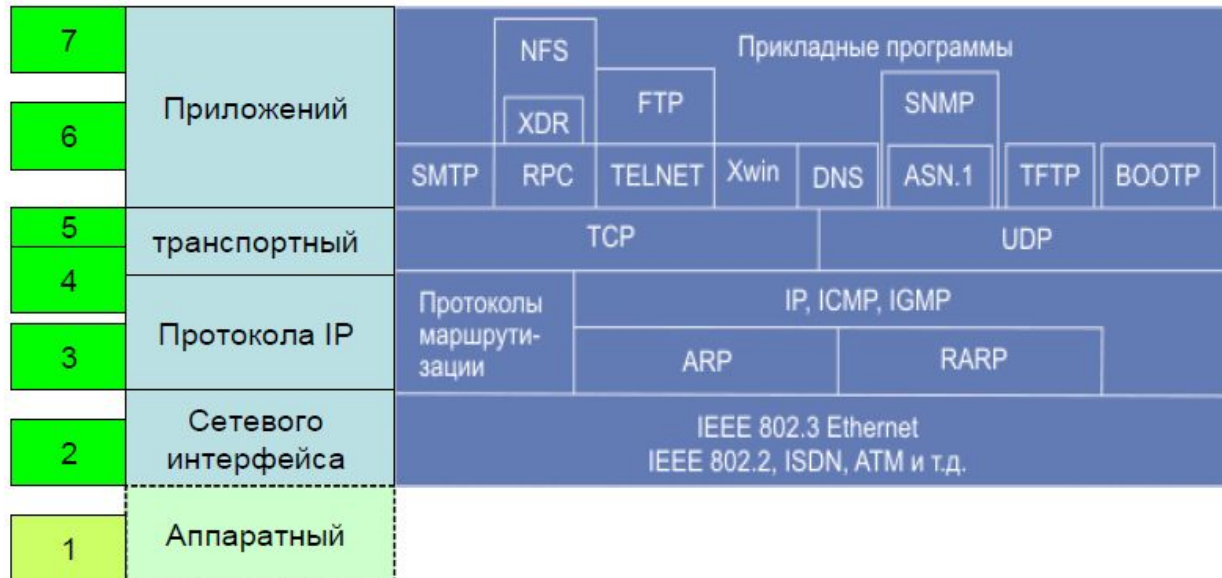 7
6
5
4
3
2
1
Приложений
транспортный
Протокола IP
Сетевого
интерфейса
Аппаратный
NFS
Прикладные программы
XDR
FTP
SNMP
SMTP
RPC
TELNET
Xwin
DNS
ASN.1
TFTP
BOOTP
TCP
UDP
Протоколы
маршрути-
зации
IP, ICMP, IGMP
ARP
RARP
IEEE 802.3 Ethernet
IEEE 802.2, ISDN, ATM и т.д.